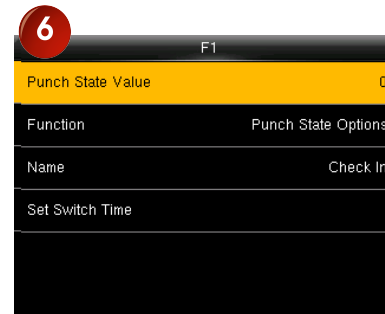 6
F1
Punch State Value 0
Function Punch State Options
Name Check In
Set Switch Time